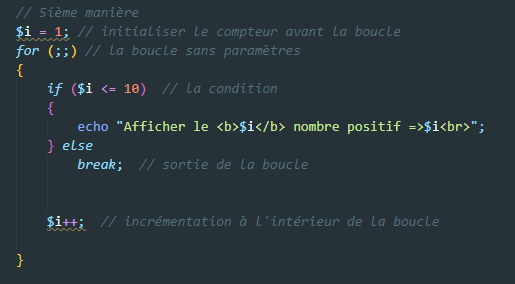 // 5ième manière
$i = 1; // initialiser le compteur avant la boucle
for (;;) // la boucle sans paramètres
{
if ($i <= 10)  // la condition
{
echo "Afficher le <b>$i</b> nombre positif =>$i<br>";
} else
break;  // sortie de la boucle
$i++;  // incrémentation à l'intérieur de la boucle
}